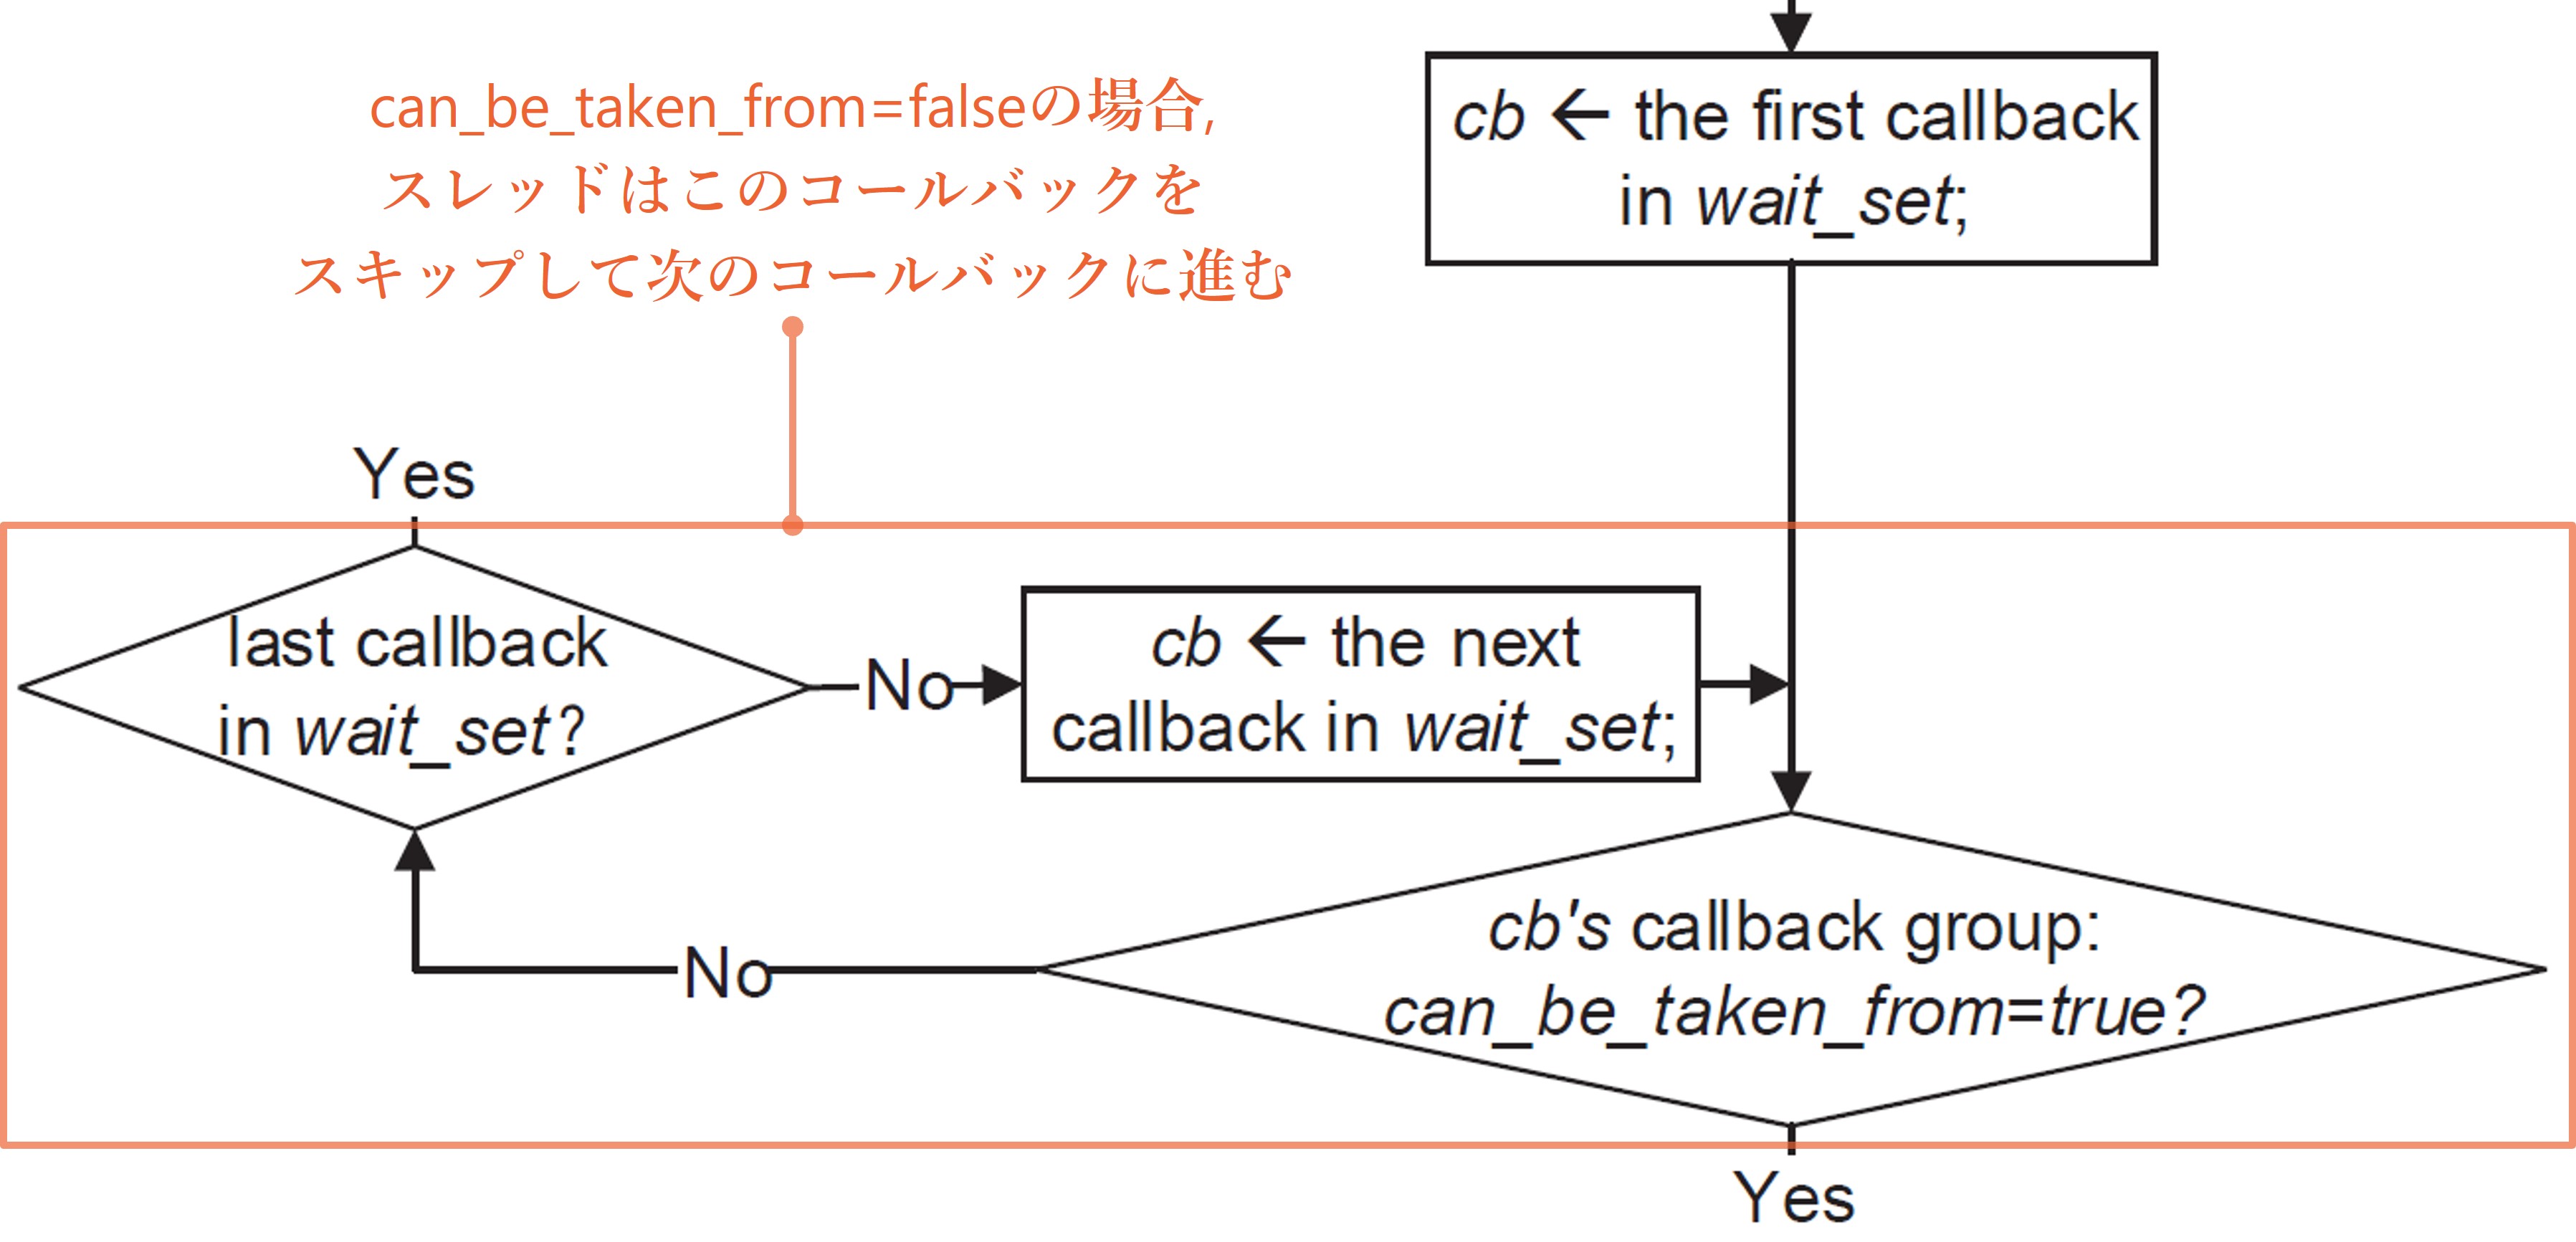 can_be_taken_from=falseの場合,
スレッドはこのコールバックを
スキップして次のコールバックに進む
cb ← the first callback
in wait_set;
Yes
last callback
in wait_set?
No
cb ← the next
callback in wait_set;
cb's callback group:
can_be_taken_from=true?
No
Yes